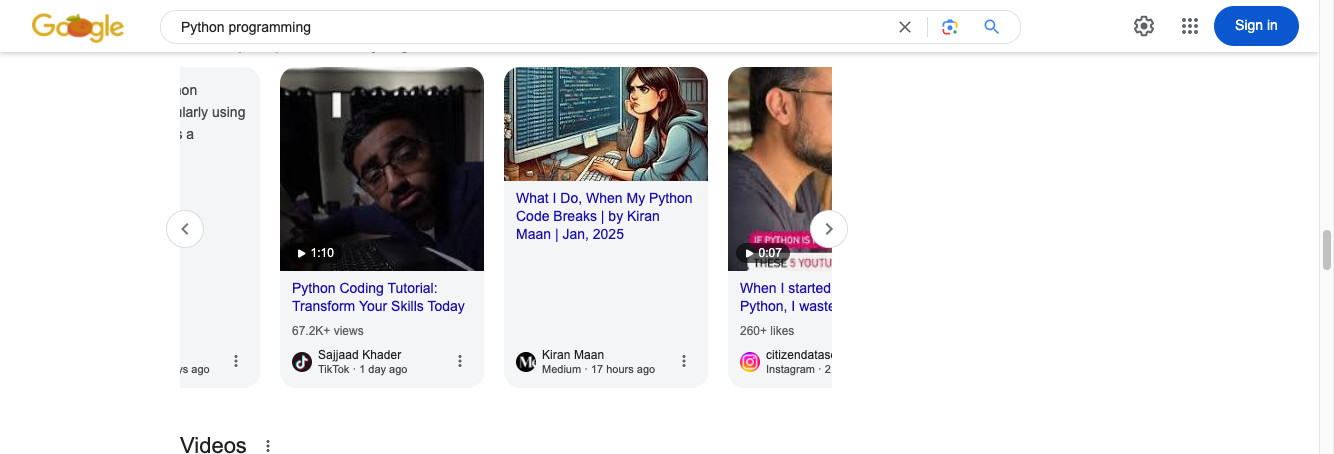 Google
Python programming
Sign in
ularly using
s a
1:10
Python Coding Tutorial:
Transform Your Skills Today
67.2K+ views
Sajjaad Khader
TikTok · 1 day ago
What I Do, When My Python
Code Breaks | by Kiran
Maan | Jan, 2025
Kiran Maan
Medium · 17 hours ago
IF PYTHON IS
0:07
THESE 5 YOUTU
When I started
Python, I waste
260+ likes
citizendatas
Instagram · 2
ys ago
Videos